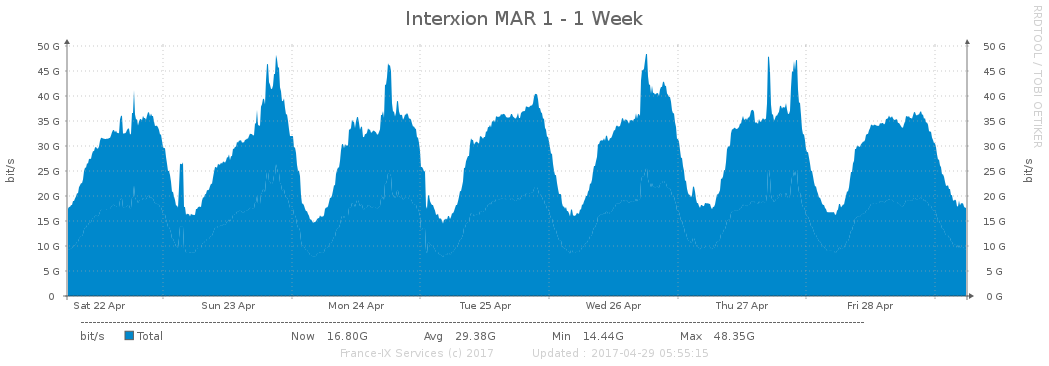 Interxion MAR 1 - 1 Week
RRDTOOL / TOBI OETIKER
50 G 50 G
45 G 45 G
40 G 40 G
35 G 35 G
30 G 30 G
25 G 25 G
20 G 20 G
15 G 15 G
10 G 10 G
5 G 5 G
0 0 G
bit/s
bit/s
Sat 22 Apr Sun 23 Apr Mon 24 Apr Tue 25 Apr Wed 26 Apr Thu 27 Apr Fri 28 Apr
bit/s Total Now 16.80G Avg 29.38G Min 14.44G Max 48.35G
France-IX Services (c) 2017 Updated : 2017-04-29 05:55:15